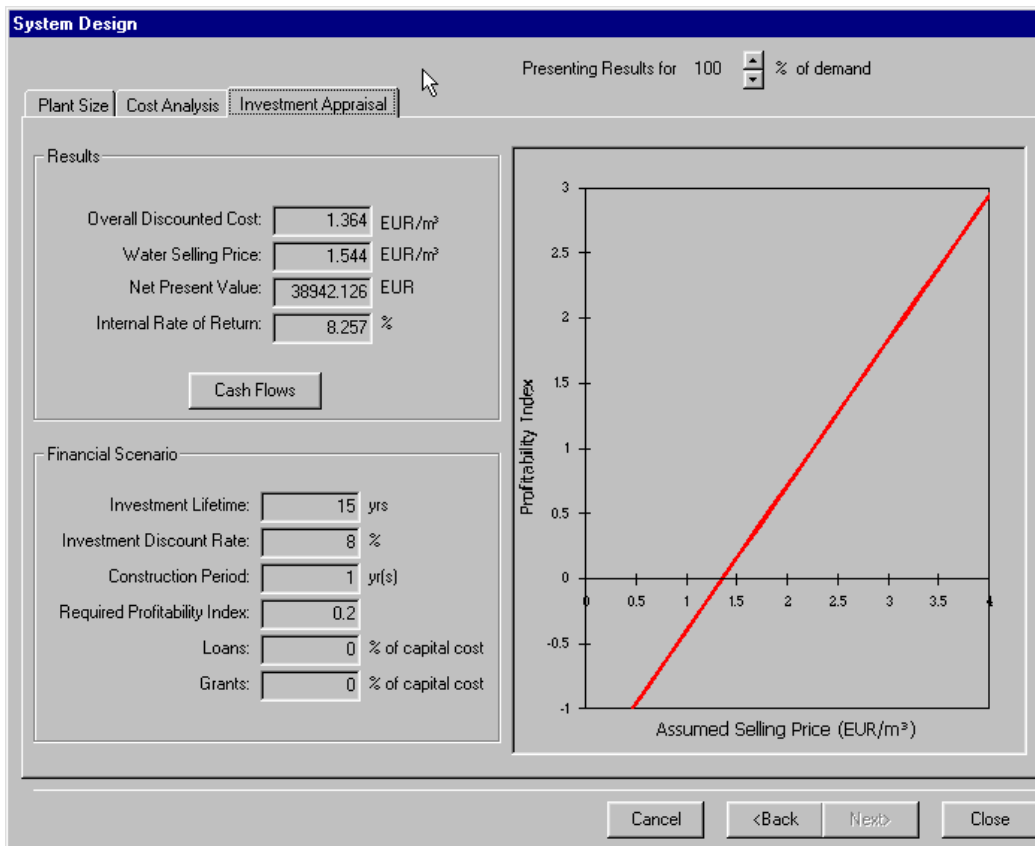 System Design
Presenting Results for 100 % of demand
Plant Size Cost Analysis Investment Appraisal
Results
Overall Discounted Cost: 1.364 EUR/m³
Water Selling Price: 1.544 EUR/m³
Net Present Value: 38942.126 EUR
Internal Rate of Return: 8.257 %
Cash Flows
Financial Scenario
Investment Lifetime: 15 yrs
Investment Discount Rate: 8 %
Construction Period: 1 yr(s)
Required Profitability Index: 0.2
Loans: 0 % of capital cost
Grants: 0 % of capital cost
Profitability Index
3
2.5
2
1.5
1
0.5
0
-0.5
-1
0 0.5 1 1.5 2 2.5 3 3.5 4
Assumed Selling Price (EUR/m³)
Cancel <Back Next> Close